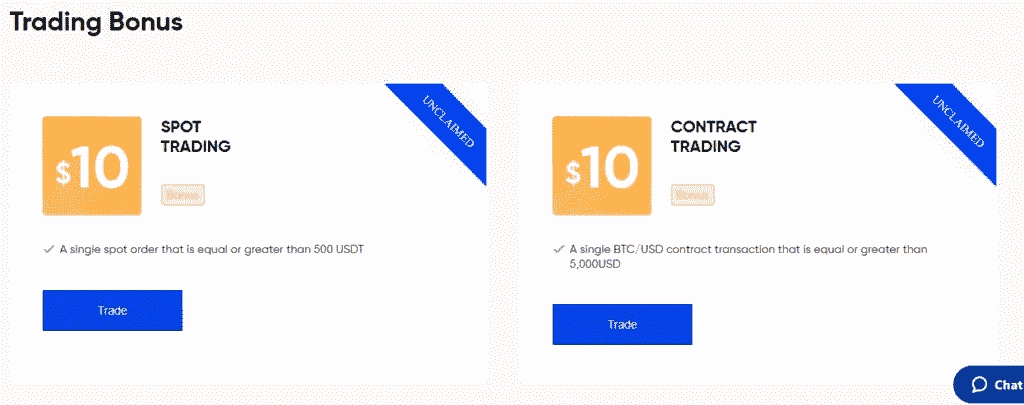 Trading Bonus
UNCLAIMED
$10
SPOT
TRADING
Bonus
A single spot order that is equal or greater than 500 USDT
Trade
UNCLAIMED
$10
CONTRACT
TRADING
Bonus
A single BTC/USD contract transaction that is equal or greater than
5,000USD
Trade
Chat